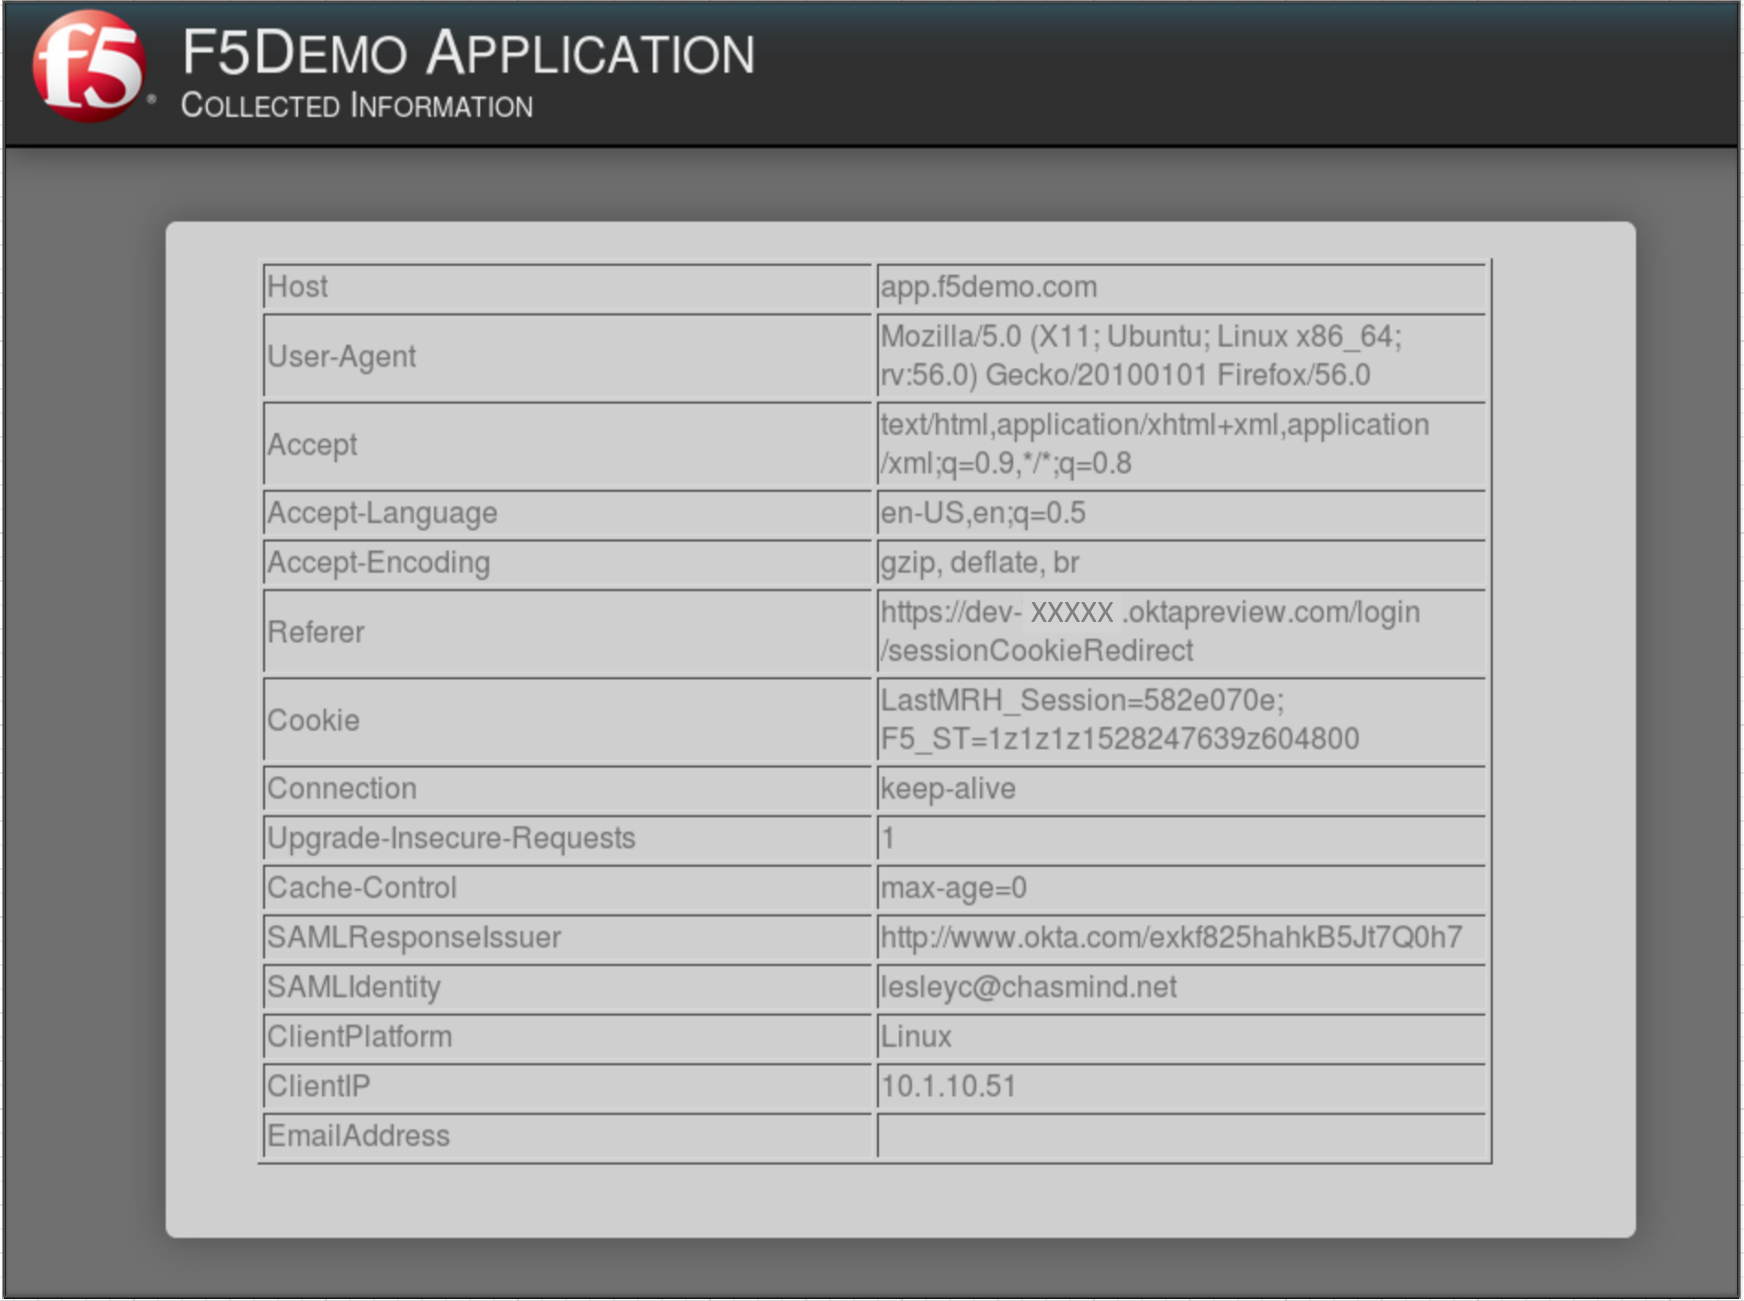 f5
F5DEMO APPLICATION
COLLECTED INFORMATION
Host
app.f5demo.com
User-Agent
Mozilla/5.0 (X11; Ubuntu; Linux x86_64;
rv:56.0) Gecko/20100101 Firefox/56.0
Accept
text/html,application/xhtml+xml,application
/xml;q=0.9,*/*;q=0.8
Accept-Language
en-US,en;q=0.5
Accept-Encoding
gzip, deflate, br
Referer
https://dev- XXXXX .oktapreview.com/login
/sessionCookieRedirect
Cookie
LastMRH_Session=582e070e;
F5_ST=1z1z1z1528247639z604800
Connection
keep-alive
Upgrade-Insecure-Requests
1
Cache-Control
max-age=0
SAMLResponseIssuer
http://www.okta.com/exkf825hahkB5Jt7Q0h7
SAMLIdentity
lesleyc@chasmind.net
ClientPlatform
Linux
ClientIP
10.1.10.51
EmailAddress